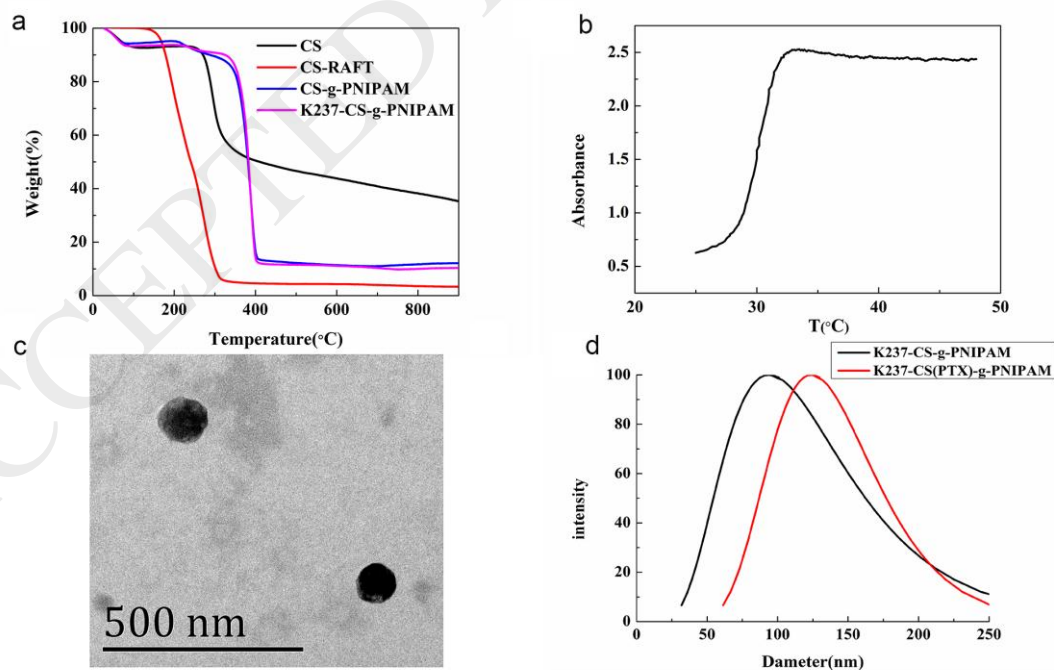 a
100
80
60
40
20
0
Weight(%)
CS
CS-RAFT
CS-g-PNIPAM
K237-CS-g-PNIPAM
0 200 400 600 800
Temperature(°C)
b
2.5
2.0
1.5
1.0
0.5
Absorbance
20 30 40 50
T(°C)
c
500 nm
d
K237-CS-g-PNIPAM
K237-CS(PTX)-g-PNIPAM
100
80
60
40
20
0
intensity
0 50 100 150 200 250
Dameter(nm)
CCEPTED